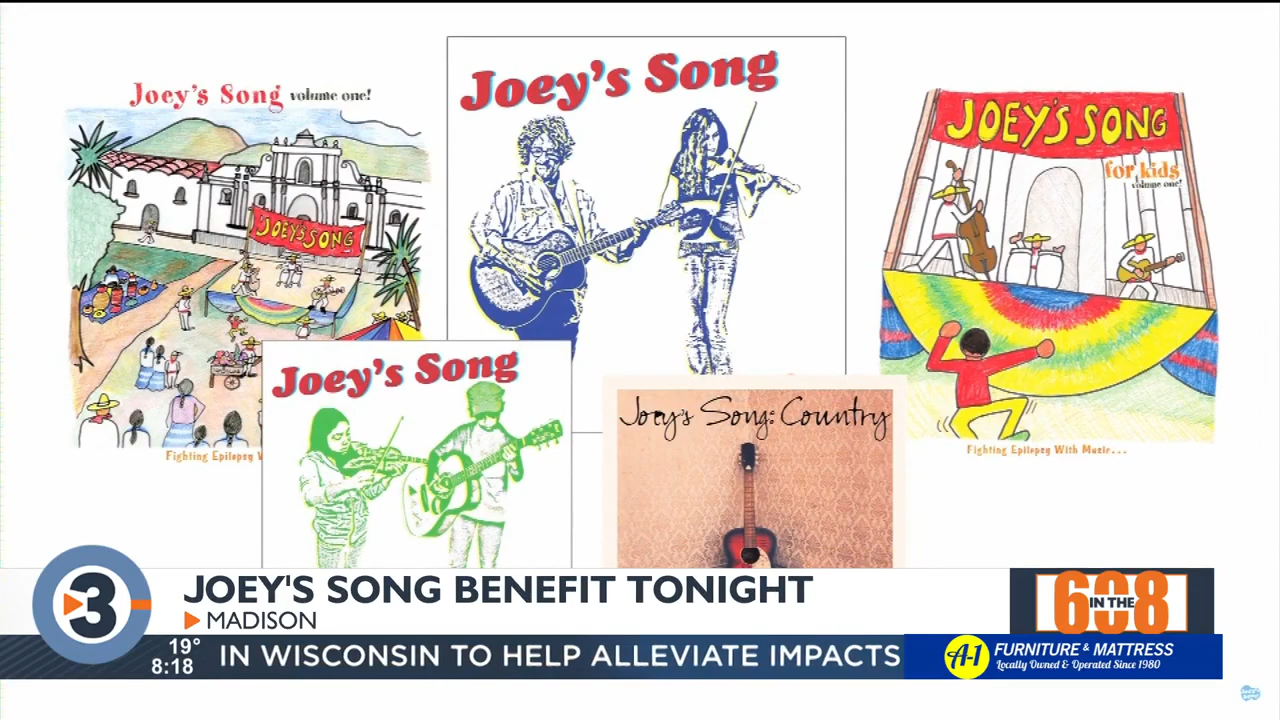 Joey's Song volume one!
JOEY'S SONG
Fighting Epilepsy W
Joey's Song
JOEY'S SONG
for kids
volume one!
Fighting Epilepsy With Music...
Joey's Song
Joey's Song: Country
3
JOEY'S SONG BENEFIT TONIGHT
MADISON
608
IN THE
19°
8:18
IN WISCONSIN TO HELP ALLEVIATE IMPACTS
A-1
FURNITURE & MATTRESS
Locally Owned & Operated Since 1980